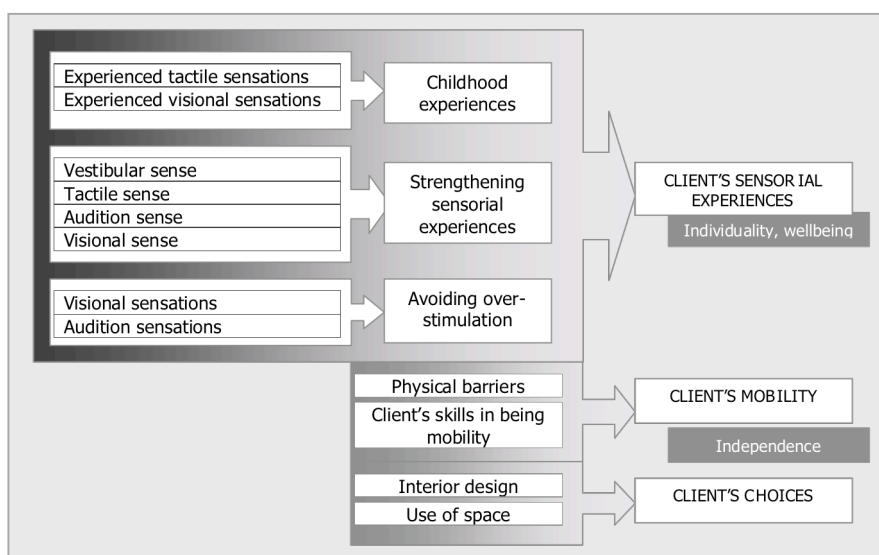 Experienced tactile sensations
Experienced visional sensations
Childhood
experiences
Vestibular sense
Tactile sense
Audition sense
Visional sense
Strengthening
sensorial
experiences
Visional sensations
Audition sensations
Avoiding over-
stimulation
CLIENT'S SENSOR IAL
EXPERIENCES
Individuality, wellbeing
Physical barriers
Client's skills in being
mobility
CLIENT'S MOBILITY
Independence
Interior design
Use of space
CLIENT'S CHOICES